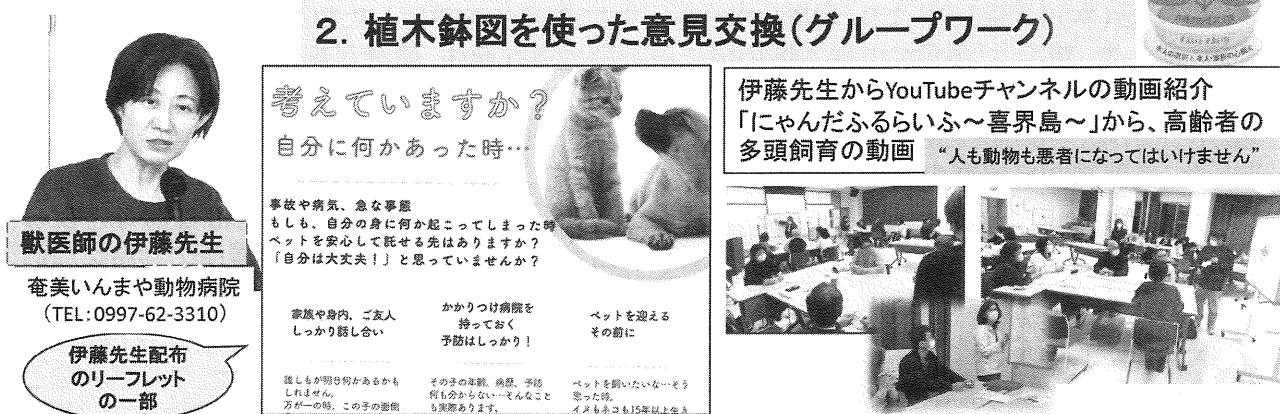 2．植木鉢図を使った意見交換（グループワーク）
獣医師の伊藤先生
奄美いんまや動物病院
（TEL：0997-62-3310）
伊藤先生配布
のリーフレット
の一部
考えていますか？
自分に何かあった時…
事故や病気、急な事態
もしも、自分の身に何か起こってしまった時
ペットを安心して託せる先はありますか？
「自分は大丈夫！」と思っていませんか？
家族や身内、ご友人
しっかり話し合い
かかりつけ病院を
持っておく
予防はしっかり！
ペットを迎える
その前に
誰しもが明日何かあるかも
しれません。
万が一の時、この子の面倒
その子の年齢、病歴、予防
何も分からない…そんなこと
も実際あります。
ペットを飼いたいな…そう
思った時。
イヌもネコも15年以上生き
伊藤先生からYouTubeチャンネルの動画紹介
「にゃんだふるらいふ～喜界島～」から、高齢者の
多頭飼育の動画
“人も動物も悪者になってはいけません”